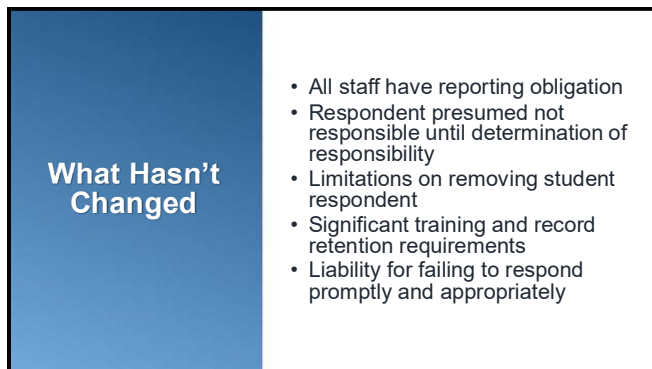 What Hasn't
Changed
• All staff have reporting obligation
• Respondent presumed not
responsible until determination of
responsibility
• Limitations on removing student
respondent
• Significant training and record
retention requirements
• Liability for failing to respond
promptly and appropriately